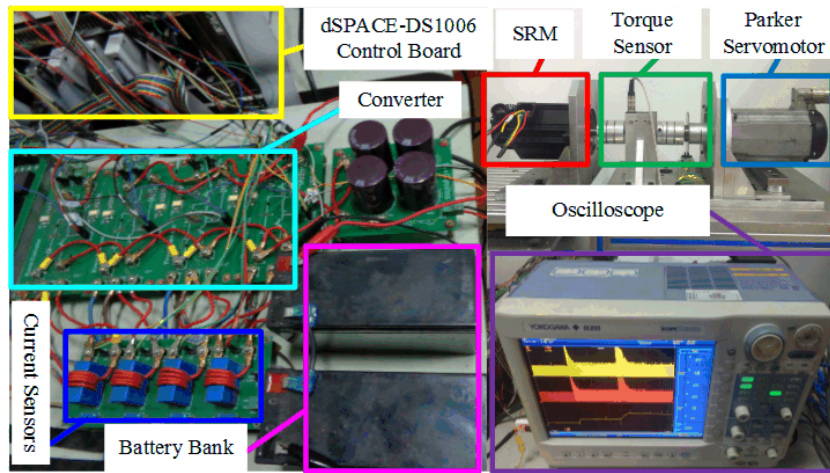 dSPACE-DS1006
Control Board
SRM
Torque
Sensor
Parker
Servomotor
Converter
Oscilloscope
YOKOGAWA
Current Sensors
Battery Bank